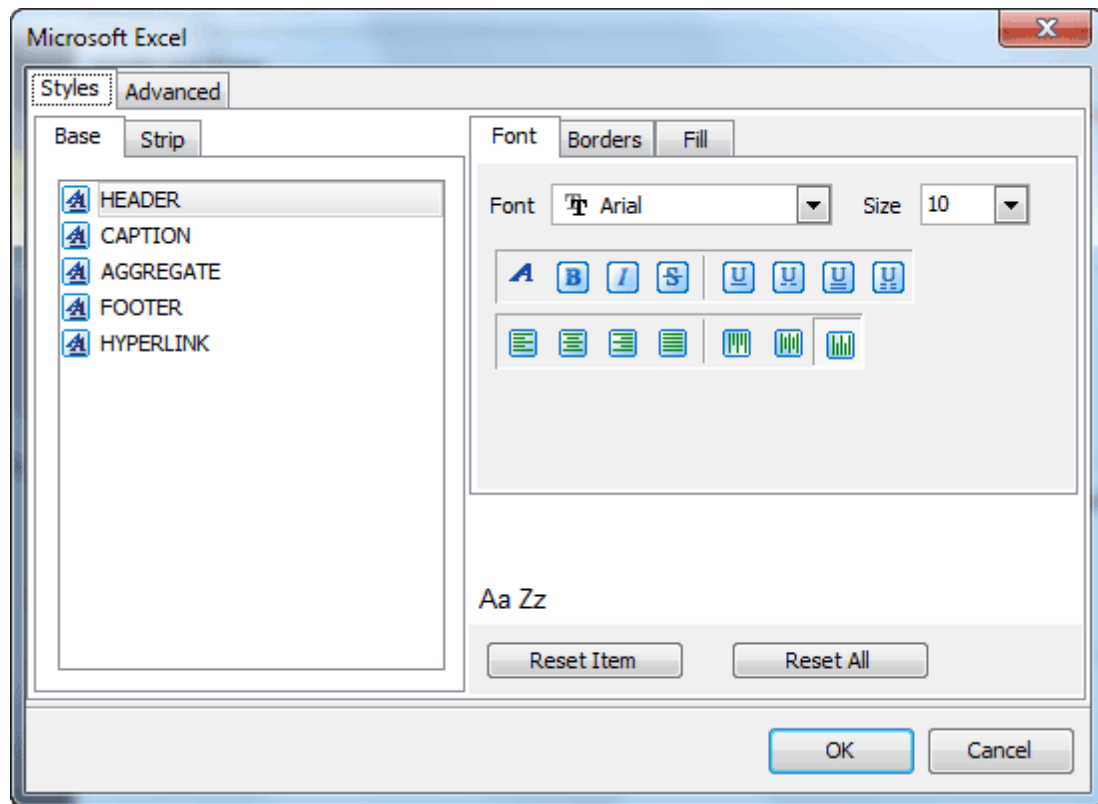 Microsoft Excel
Styles Advanced
Base Strip
HEADER
CAPTION
AGGREGATE
FOOTER
HYPERLINK
Font Borders Fill
Font Arial Size 10
A B I S U U U U
Aa Zz
Reset Item Reset All
OK Cancel